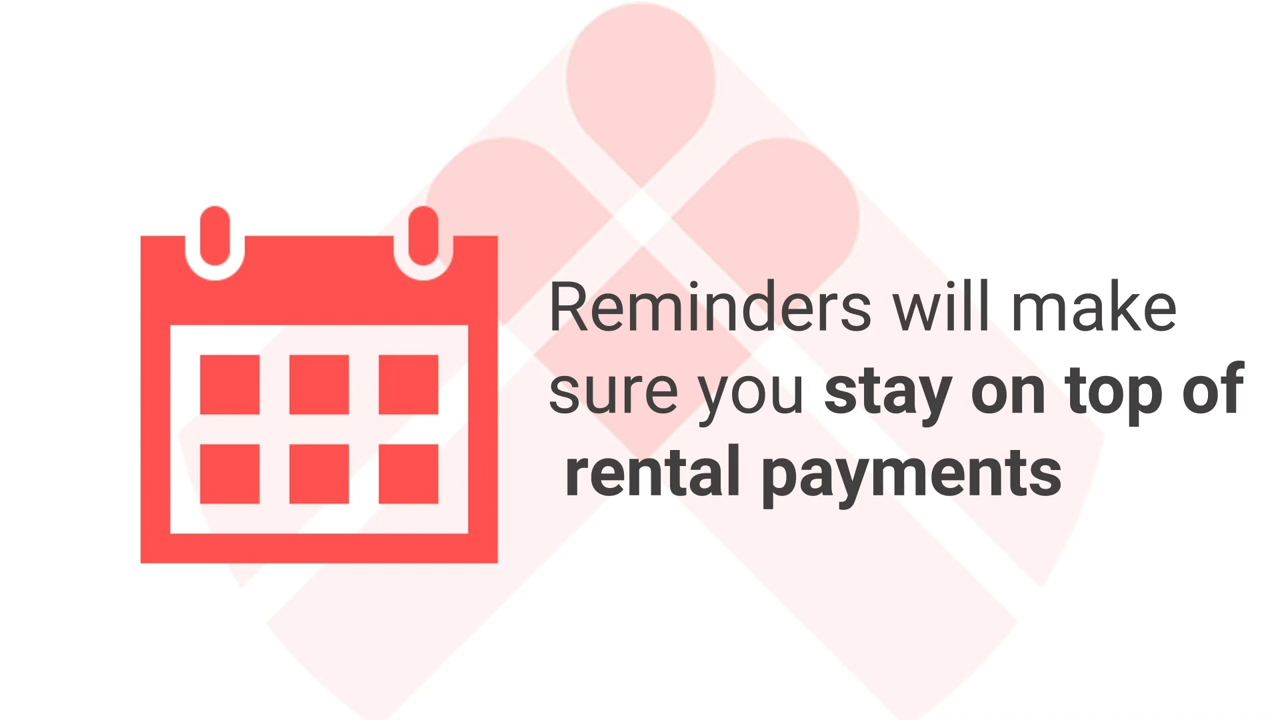 Reminders will make
sure you stay on top of
rental payments